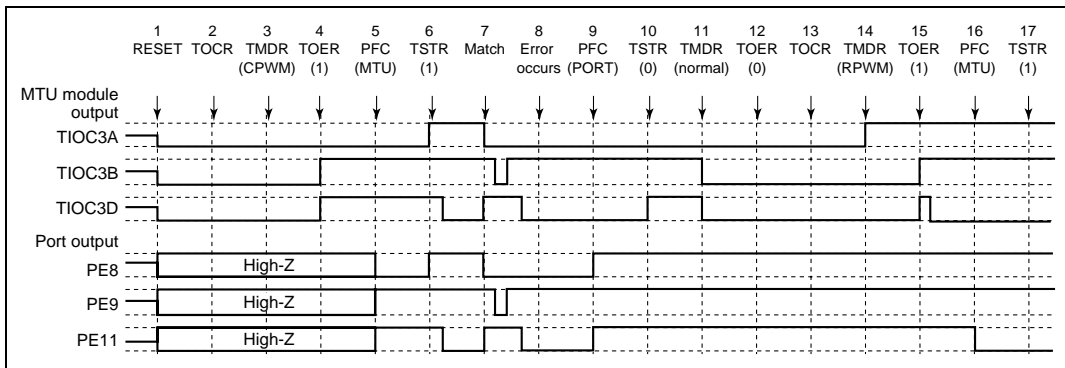 1 2 3 4 5 6 7 8 9 10 11 12 13 14 15 16 17
RESET TOCR TMDR TOER PFC TSTR Match Error PFC TSTR TMDR TOER TOCR TMDR TOER PFC TSTR
(CPWM) (1) (MTU) (1) occurs (PORT) (0) (normal) (0) (RPWM) (1) (MTU) (1)
MTU module
output
TIOC3A
TIOC3B
TIOC3D
Port output
PE8 High-Z
PE9 High-Z
PE11 High-Z